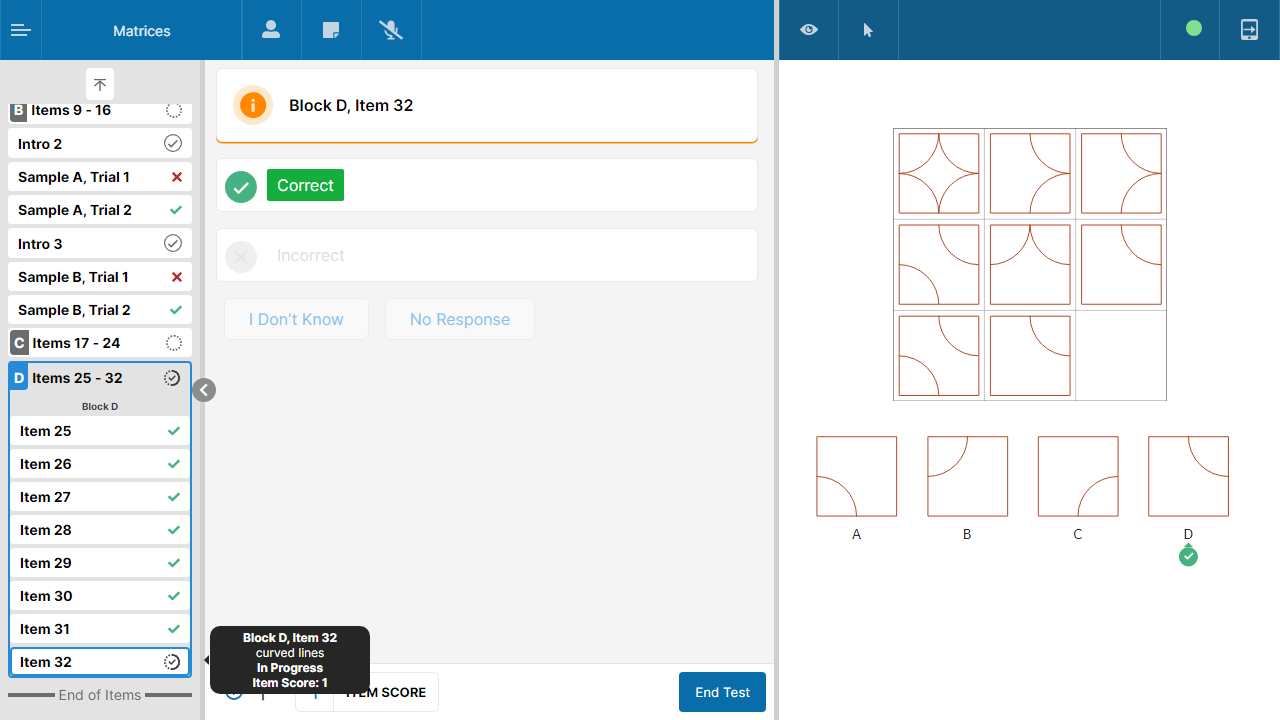 Matrices
B Items 9 - 16
Intro 2
Sample A, Trial 1
Sample A, Trial 2
Intro 3
Sample B, Trial 1
Sample B, Trial 2
C Items 17 - 24
D Items 25 - 32
Block D
Item 25
Item 26
Item 27
Item 28
Item 29
Item 30
Item 31
Item 32
End of Items
Block D, Item 32
Correct
Incorrect
I Don't Know
No Response
Block D, Item 32
curved lines
In Progress
Item Score: 1
ITEM SCORE
End Test
A
B
C
D